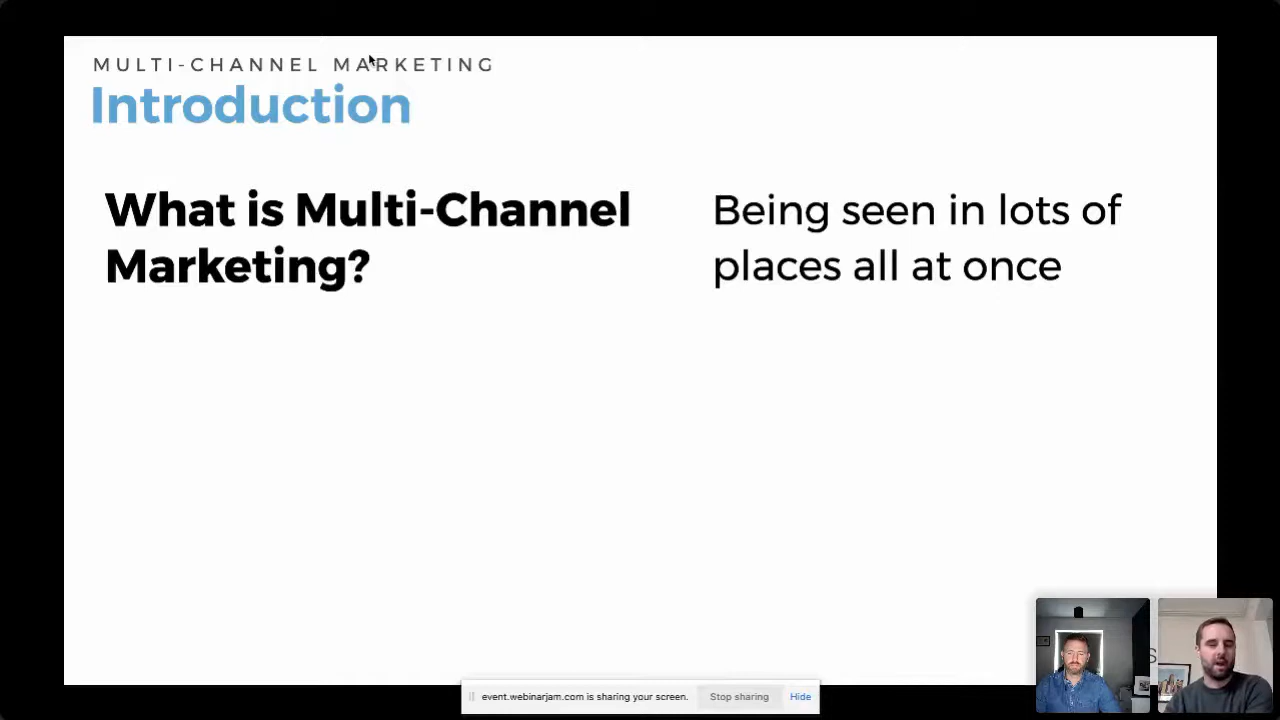 MULTI-CHANNEL MARKETING
Introduction
What is Multi-Channel
Marketing?
Being seen in lots of
places all at once
event.webinarjam.com is sharing your screen.
Stop sharing
Hide